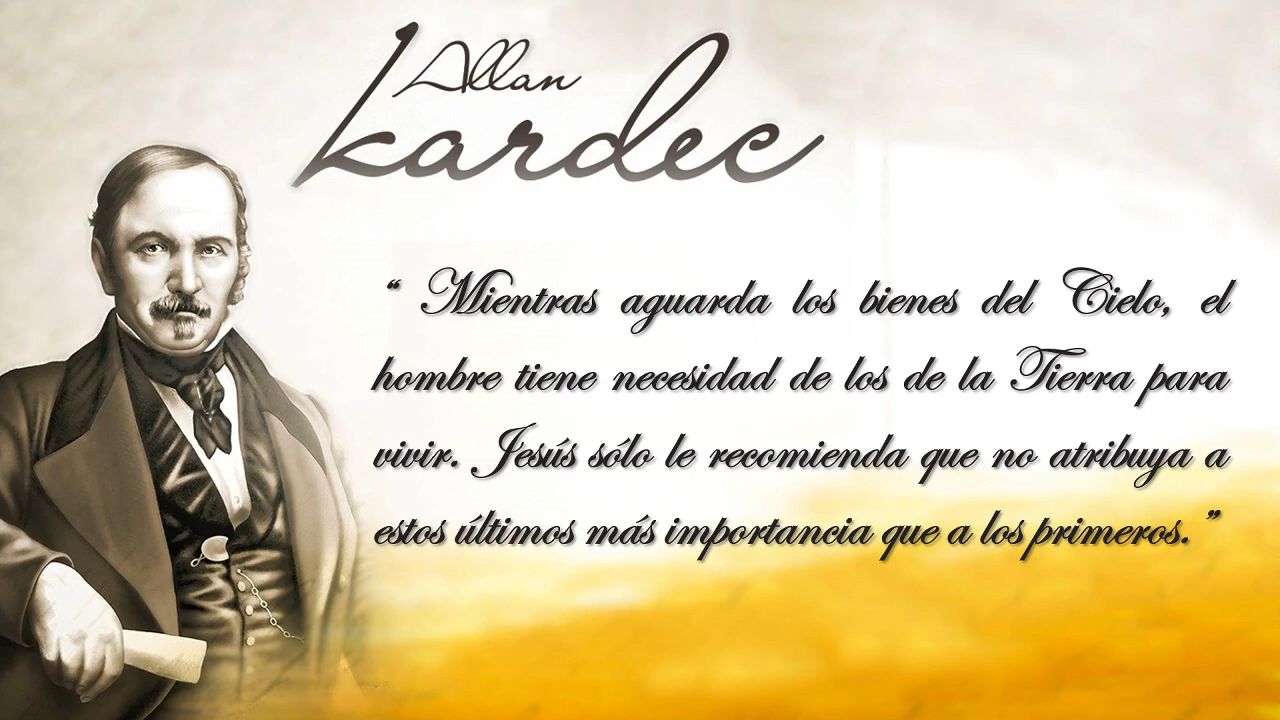 Allan
Kardec
“ Mientras aguarda los bienes del Cielo, el
hombre tiene necesidad de los de la Tierra para
vivir. Jesús sólo le recomienda que no atribuya a
estos últimos más importancia que a los primeros.”